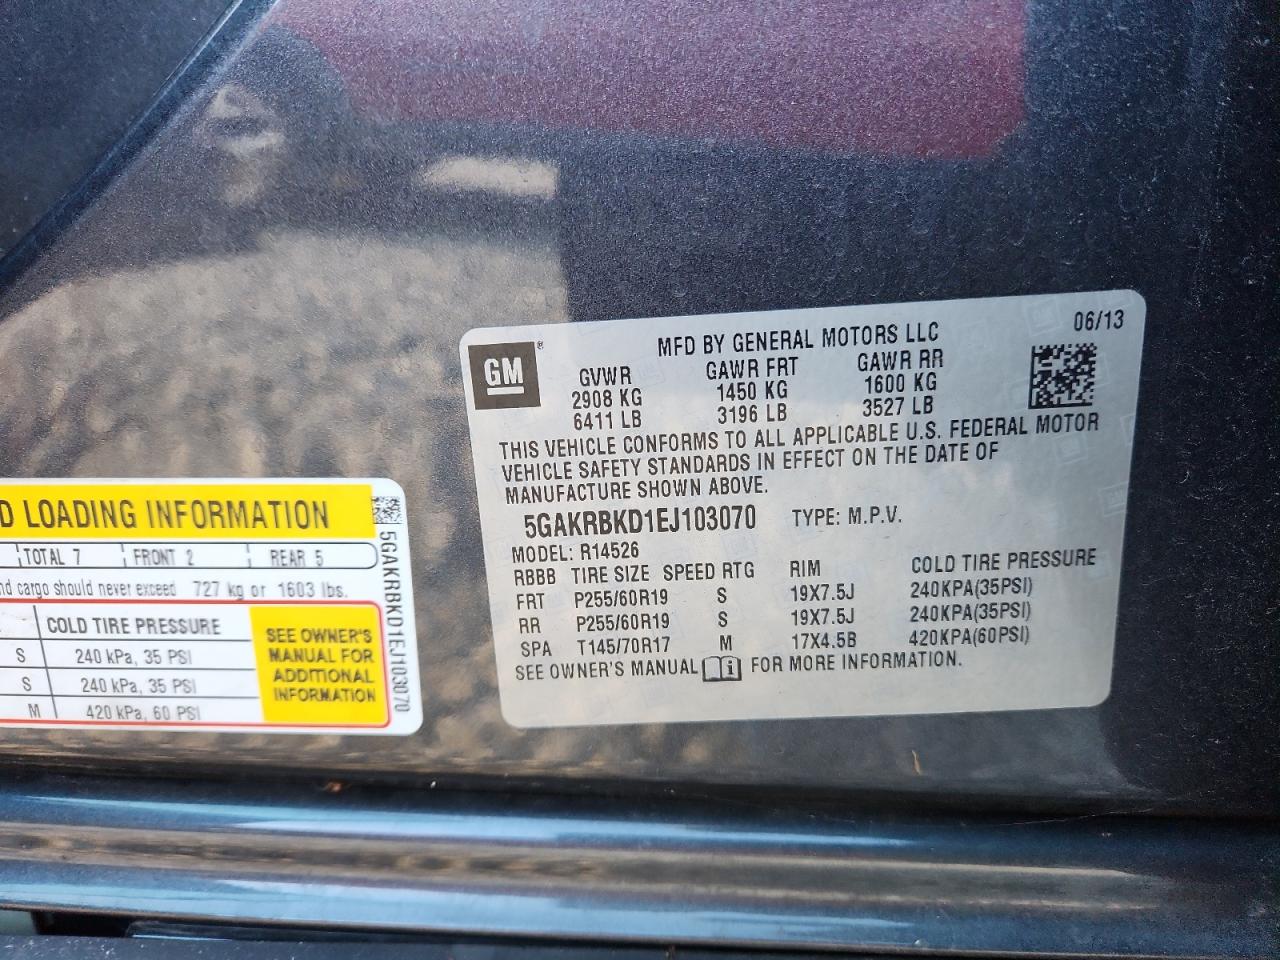 MFD BY GENERAL MOTORS LLC 06/13
GM
GVWR GAWR FRT GAWR RR
2908 KG 1450 KG 1600 KG
6411 LB 3196 LB 3527 LB
THIS VEHICLE CONFORMS TO ALL APPLICABLE U.S. FEDERAL MOTOR
VEHICLE SAFETY STANDARDS IN EFFECT ON THE DATE OF
MANUFACTURE SHOWN ABOVE.
5GAKRBKD1EJ103070 TYPE: M.P.V.
MODEL: R14526
RBBB TIRE SIZE SPEED RTG RIM COLD TIRE PRESSURE
FRT P255/60R19 S 19X7.5J 240KPA(35PSI)
RR P255/60R19 S 19X7.5J 240KPA(35PSI)
SPA T145/70R17 M 17X4.5B 420KPA(60PSI)
SEE OWNER'S MANUAL FOR MORE INFORMATION.
D LOADING INFORMATION
TOTAL 7 FRONT 2 REAR 5
nd cargo should never exceed 727 kg or 1603 lbs.
COLD TIRE PRESSURE
S 240 kPa, 35 PSI
S 240 kPa, 35 PSI
M 420 kPa, 60 PSI
SEE OWNER'S
MANUAL FOR
ADDITIONAL
INFORMATION
5GAKRBKD1EJ103070